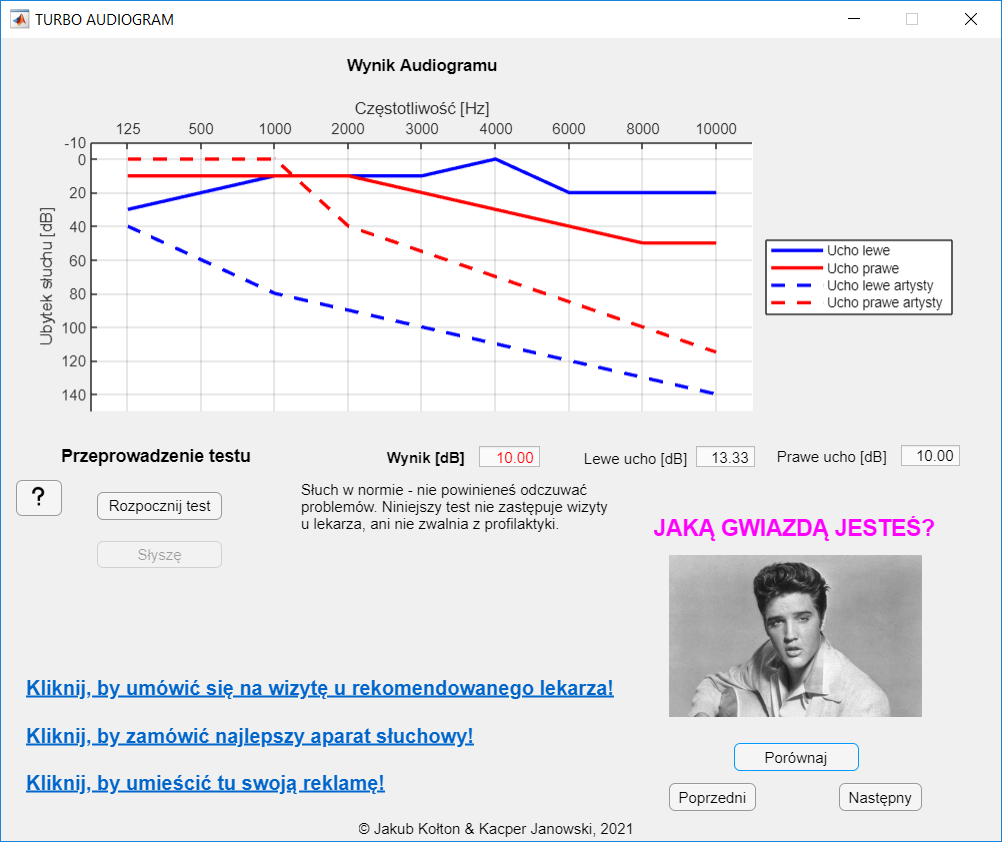 TURBO AUDIOGRAM
Wynik Audiogramu
Częstotliwość [Hz]
125 500 1000 2000 3000 4000 6000 8000 10000
-10
0
20
40
60
80
100
120
140
Ubytek słuchu [dB]
Ucho lewe
Ucho prawe
Ucho lewe artysty
Ucho prawe artysty
Przeprowadzenie testu
Wynik [dB] 10.00 Lewe ucho [dB] 13.33 Prawe ucho [dB] 10.00
?
Rozpocznij test
Słyszę
Słuch w normie - nie powinieneś odczuwać
problemów. Niniejszy test nie zastępuje wizyty
u lekarza, ani nie zwalnia z profilaktyki.
JAKĄ GWIAZDĄ JESTEŚ?
Kliknij, by umówić się na wizytę u rekomendowanego lekarza!
Kliknij, by zamówić najlepszy aparat słuchowy!
Kliknij, by umieścić tu swoją reklamę!
Porównaj
Poprzedni Następny
© Jakub Kołton & Kacper Janowski, 2021